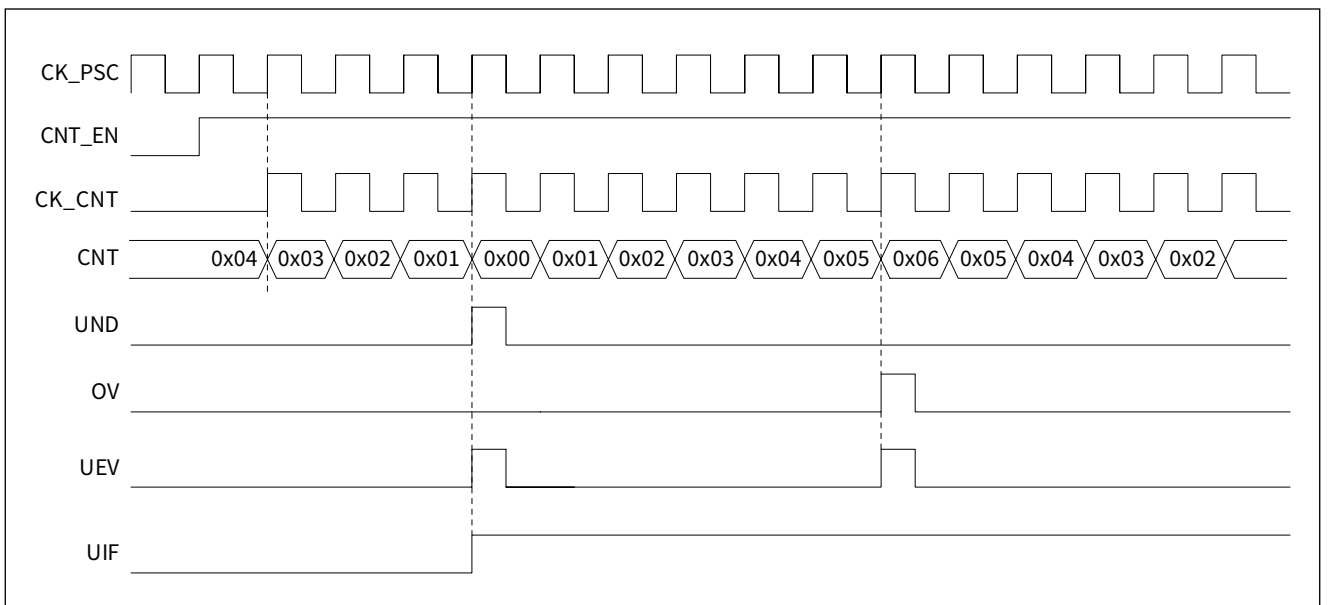 CK_PSC
CNT_EN
CK_CNT
CNT 0x04 0x03 0x02 0x01 0x00 0x01 0x02 0x03 0x04 0x05 0x06 0x05 0x04 0x03 0x02
UND
OV
UEV
UIF